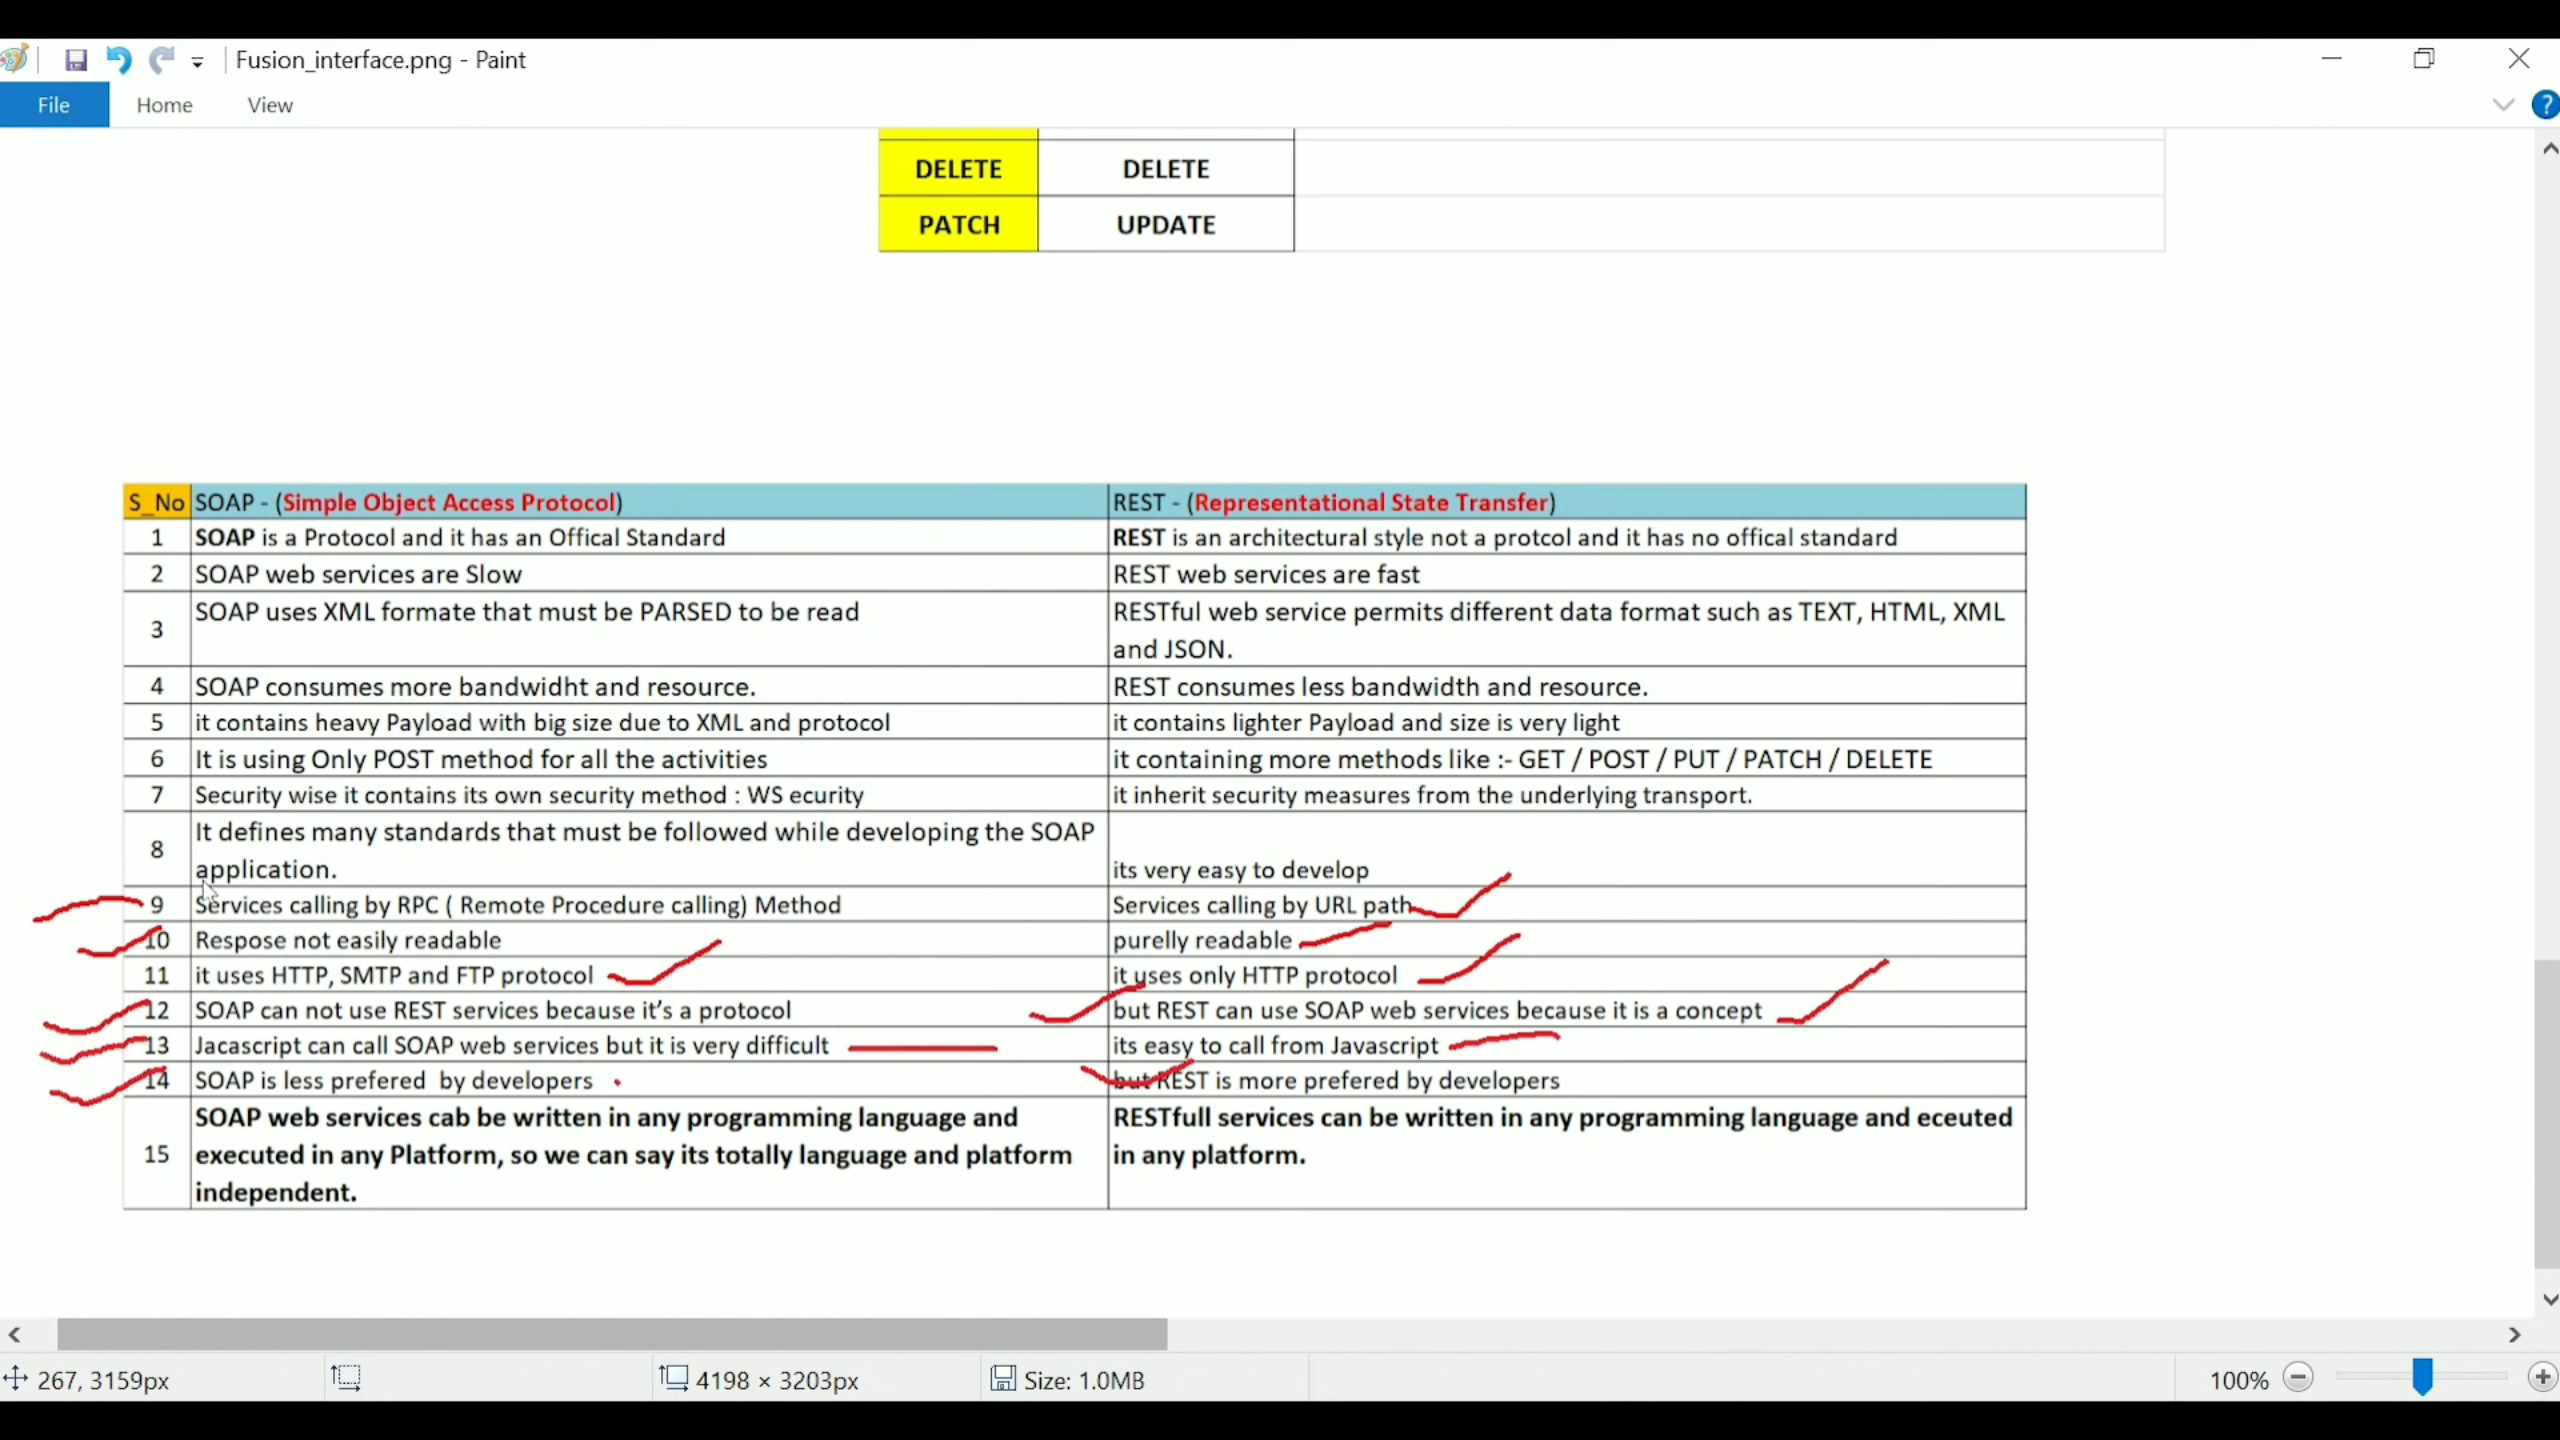 Fusion_interface.png - Paint
File Home View
DELETE DELETE
PATCH UPDATE
S_No SOAP - (Simple Object Access Protocol) REST - (Representational State Transfer)
1 SOAP is a Protocol and it has an Offical Standard REST is an architectural style not a protcol and it has no offical standard
2 SOAP web services are Slow REST web services are fast
3 SOAP uses XML formate that must be PARSED to be read RESTful web service permits different data format such as TEXT, HTML, XML
and JSON.
4 SOAP consumes more bandwidht and resource. REST consumes less bandwidth and resource.
5 it contains heavy Payload with big size due to XML and protocol it contains lighter Payload and size is very light
6 It is using Only POST method for all the activities it containing more methods like :- GET / POST / PUT / PATCH / DELETE
7 Security wise it contains its own security method : WS ecurity it inherit security measures from the underlying transport.
8 It defines many standards that must be followed while developing the SOAP
application. its very easy to develop
9 Services calling by RPC ( Remote Procedure calling) Method Services calling by URL path
10 Respose not easily readable purelly readable
11 it uses HTTP, SMTP and FTP protocol it uses only HTTP protocol
12 SOAP can not use REST services because it's a protocol but REST can use SOAP web services because it is a concept
13 Jacascript can call SOAP web services but it is very difficult its easy to call from Javascript
14 SOAP is less prefered by developers but REST is more prefered by developers
15 SOAP web services cab be written in any programming language and RESTfull services can be written in any programming language and eceuted
executed in any Platform, so we can say its totally language and platform in any platform.
independent.
267, 3159px 4198 × 3203px Size: 1.0MB 100%